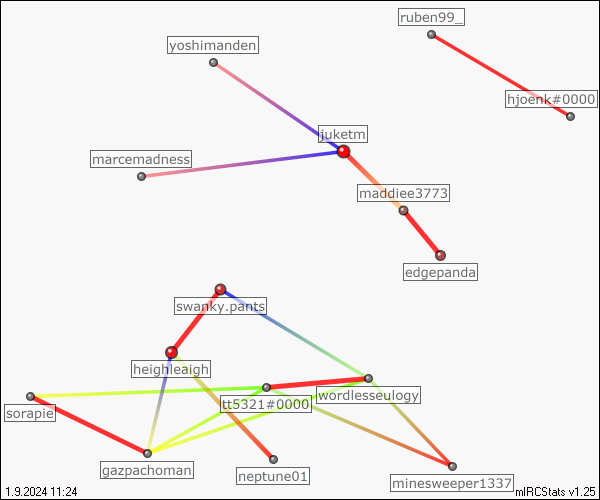 ruben99_
yoshimanden
hjoenk#0000
juketm
marcemadness
maddiee3773
edgepanda
swanky.pants
heighleaigh
wordlesseulogy
tt5321#0000
sorapie
gazpachoman
neptune01
minesweeper1337
1.9.2024 11:24
mIRCStats v1.25